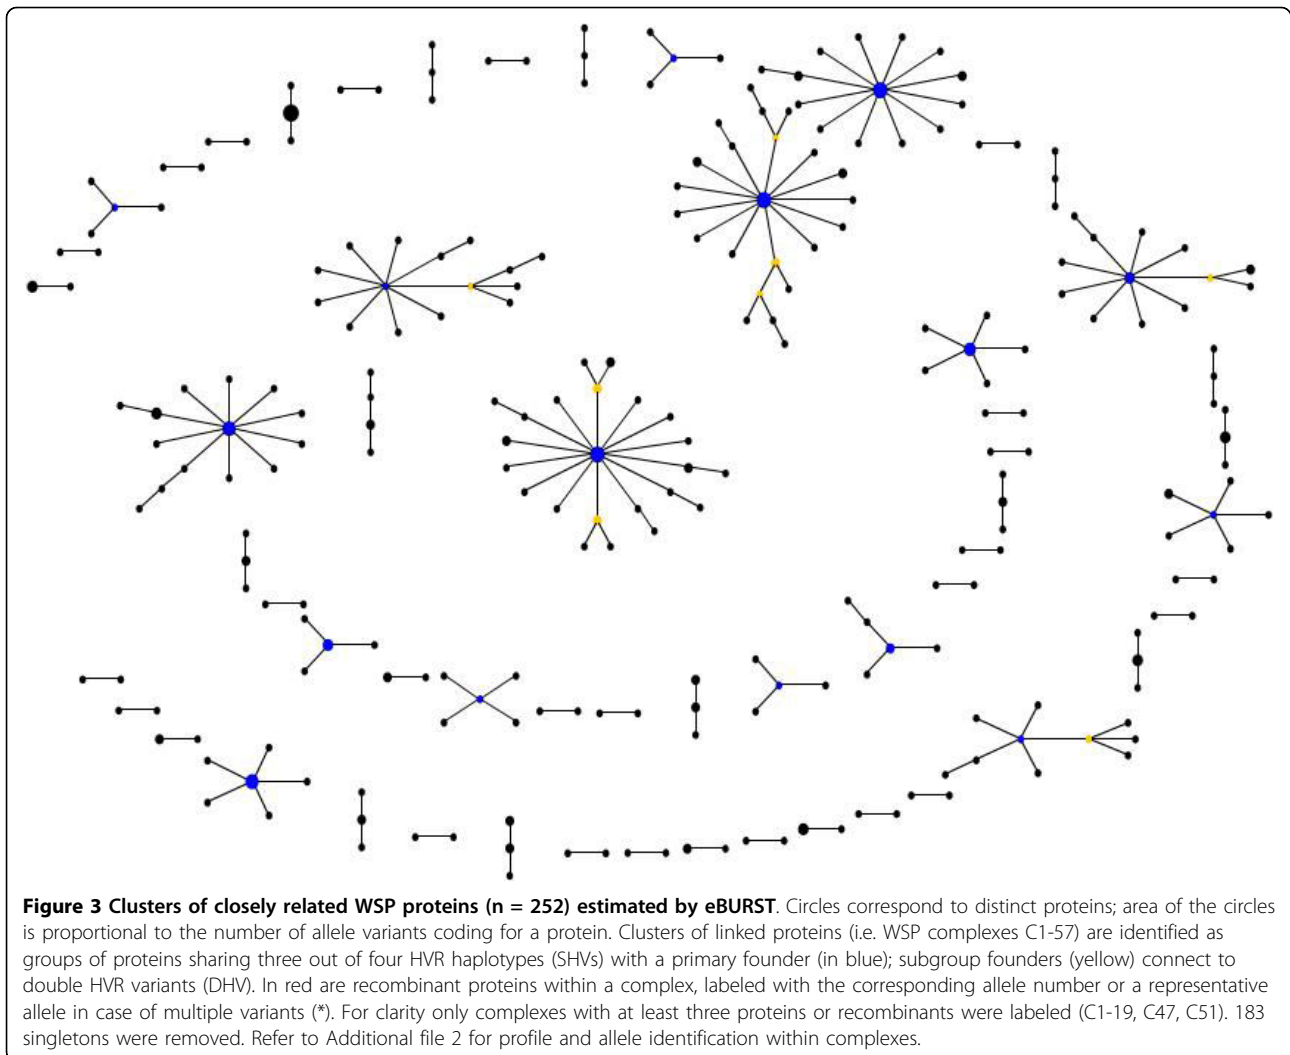 Figure 3 Clusters of closely related WSP proteins (n = 252) estimated by eBURST. Circles correspond to distinct proteins; area of the circles
is proportional to the number of allele variants coding for a protein. Clusters of linked proteins (i.e. WSP complexes C1-57) are identified as
groups of proteins sharing three out of four HVR haplotypes (SHVs) with a primary founder (in blue); subgroup founders (yellow) connect to
double HVR variants (DHV). In red are recombinant proteins within a complex, labeled with the corresponding allele number or a representative
allele in case of multiple variants (*). For clarity only complexes with at least three proteins or recombinants were labeled (C1-19, C47, C51). 183
singletons were removed. Refer to Additional file 2 for profile and allele identification within complexes.